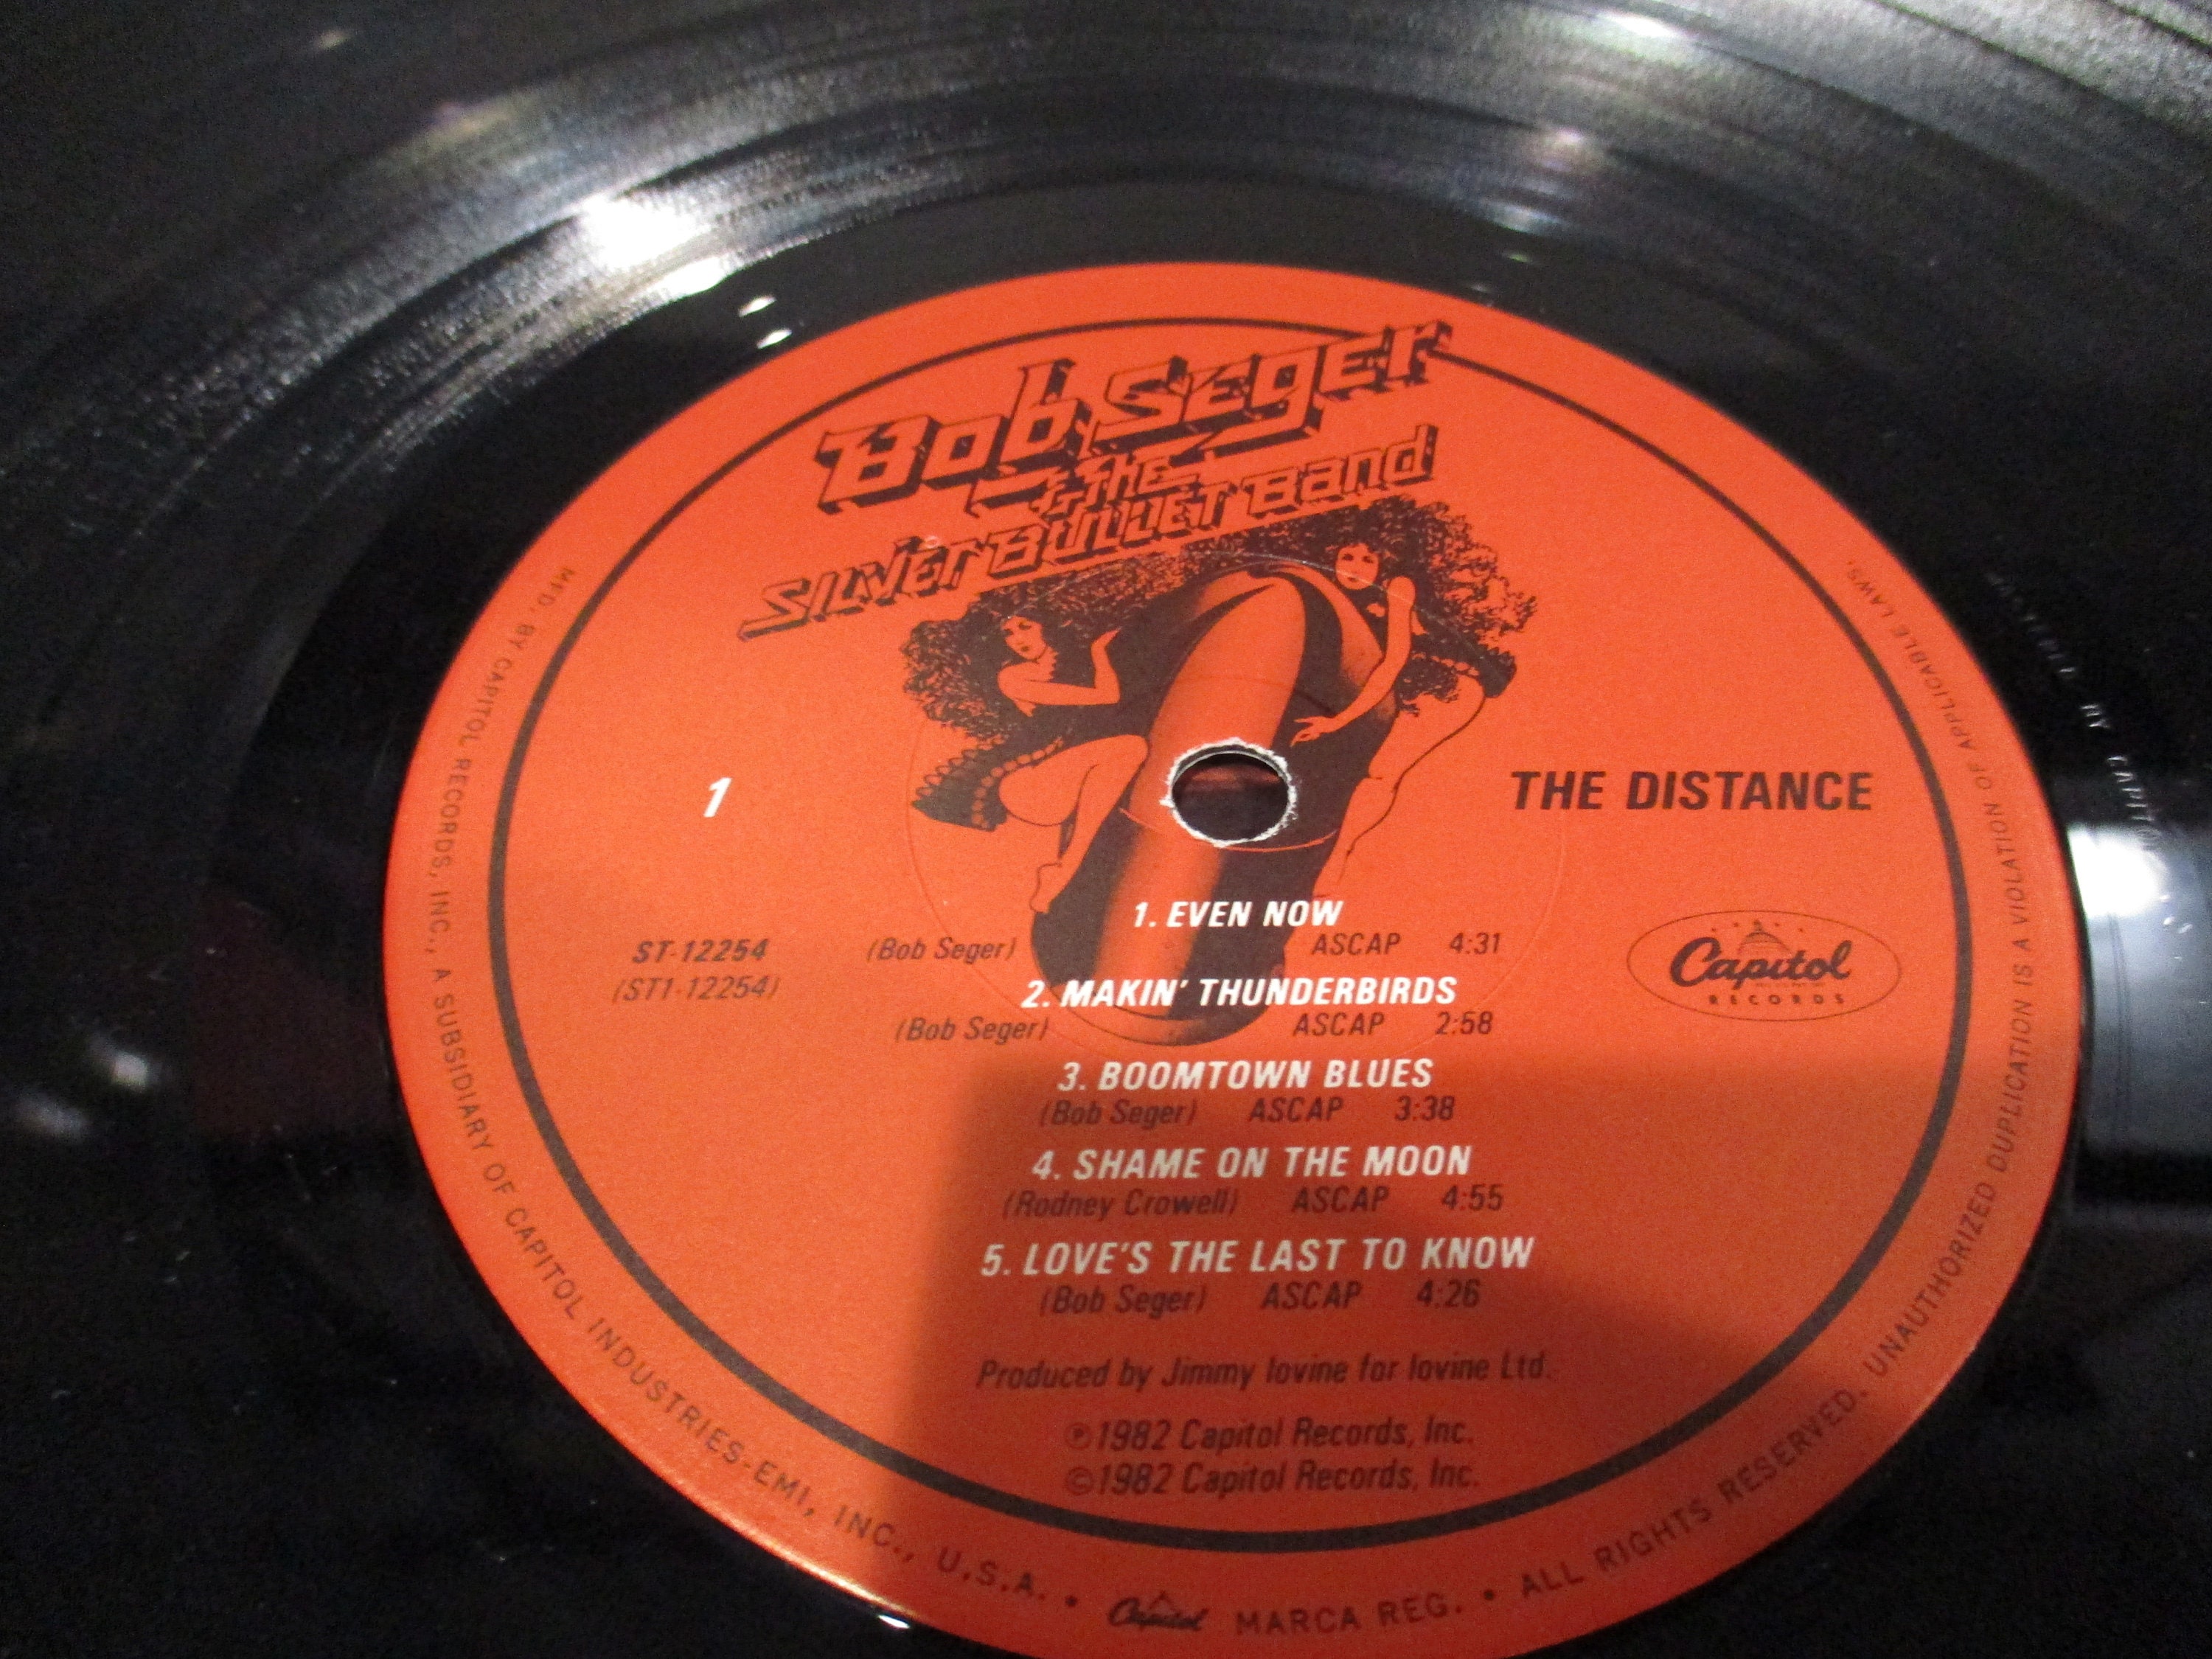 Bob Seger
& the
Silver Bullet Band
1
THE DISTANCE
1. EVEN NOW
ST-12254
(Bob Seger) ASCAP 4:31
(ST1-12254)
Capitol
RECORDS
2. MAKIN' THUNDERBIRDS
(Bob Seger) ASCAP 2:58
3. BOOMTOWN BLUES
(Bob Seger) ASCAP 3:38
4. SHAME ON THE MOON
(Rodney Crowell) ASCAP 4:55
5. LOVE'S THE LAST TO KNOW
(Bob Seger) ASCAP 4:26
Produced by Jimmy Iovine for Iovine Ltd.
℗1982 Capitol Records, Inc.
©1982 Capitol Records, Inc.
MFD. BY CAPITOL RECORDS, INC., A SUBSIDIARY OF CAPITOL INDUSTRIES-EMI, INC., U.S.A. • Capitol MARCA REG. • ALL RIGHTS RESERVED. UNAUTHORIZED DUPLICATION IS A VIOLATION OF APPLICABLE LAWS.